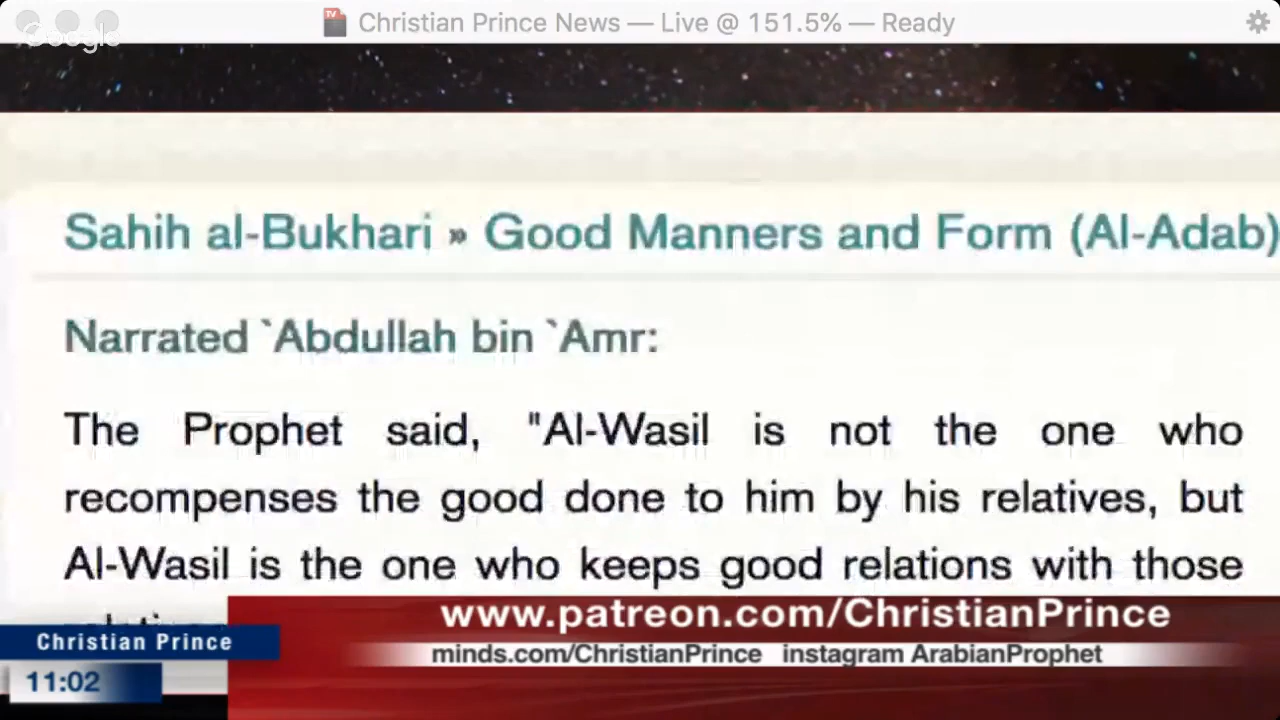 Christian Prince News — Live @ 151.5% — Ready
Google
Sahih al-Bukhari » Good Manners and Form (Al-Adab)
Narrated `Abdullah bin `Amr:
The Prophet said, "Al-Wasil is not the one who
recompenses the good done to him by his relatives, but
Al-Wasil is the one who keeps good relations with those
www.patreon.com/ChristianPrince
Christian Prince
minds.com/ChristianPrince instagram ArabianProphet
11:02